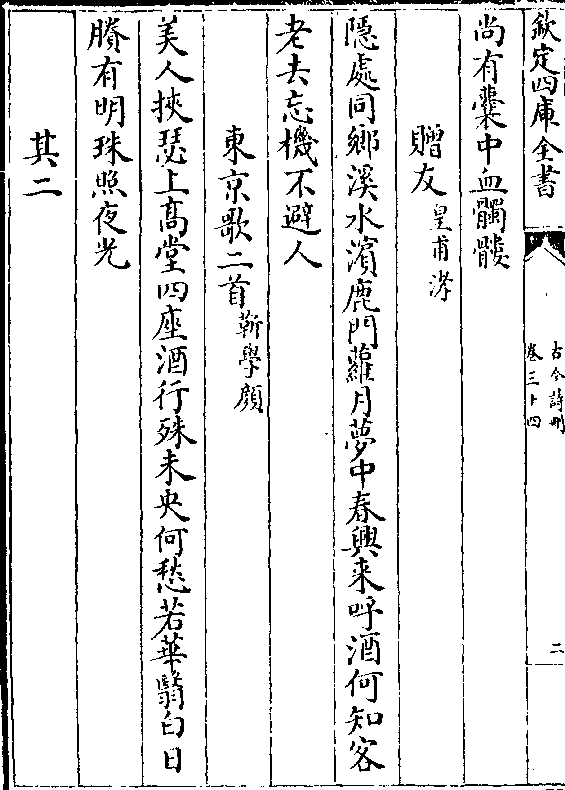 欽定四庫全書
古今詩刪
卷三十四
二
尚有囊中血髑髏
贈友 皇甫涍
隱處同鄉溪水濱鹿門蘿月夢中春興来呼酒何知客
老去忘機不避人
東京歌二首 靳學顔
美人挾瑟上髙堂四座酒行殊未央何愁若華翳白日
賸有明珠照夜光
其二